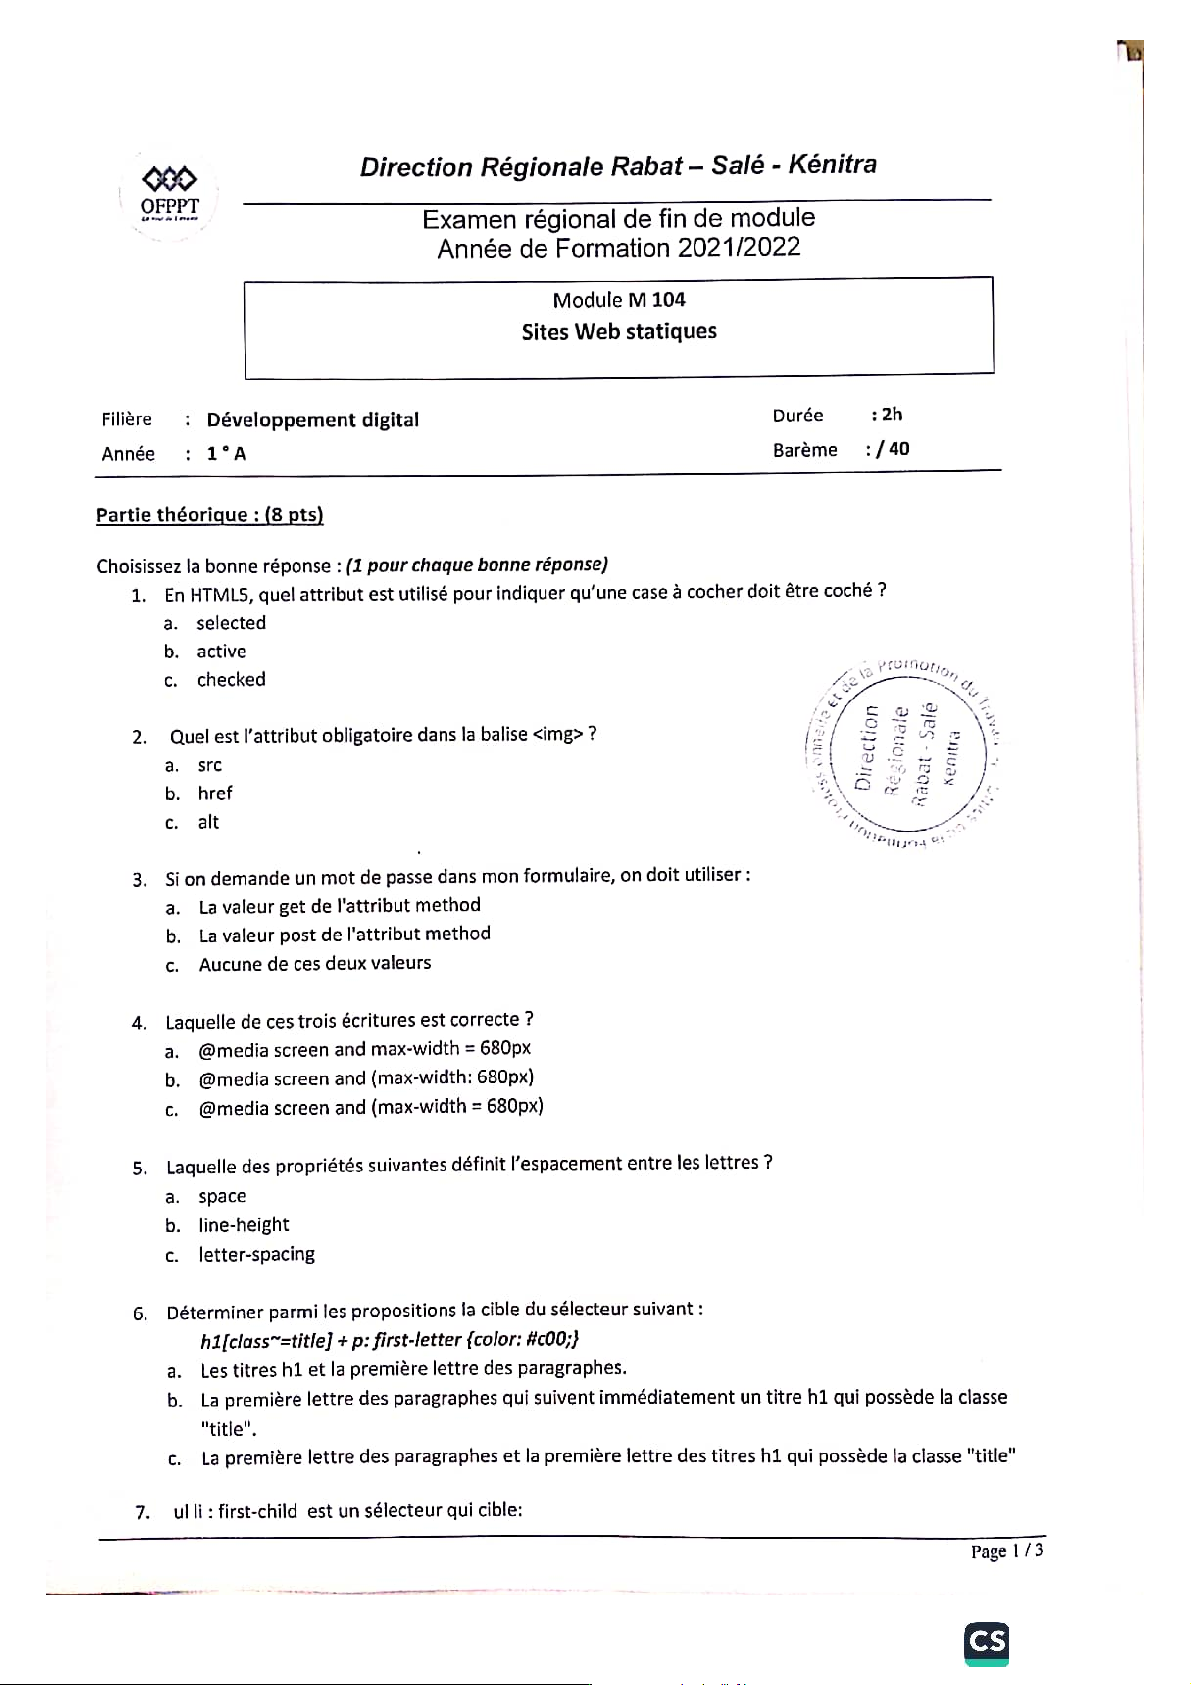 Direction Régionale Rabat – Salé - Kénitra
OFPPT
Examen régional de fin de module
Année de Formation 2021/2022
Module M 104
Sites Web statiques
Filière : Développement digital
Durée : 2h
Année : 1 ° A
Barème : / 40
Partie théorique : (8 pts)
Choisissez la bonne réponse : (1 pour chaque bonne réponse)
1. En HTML5, quel attribut est utilisé pour indiquer qu'une case à cocher doit être coché ?
a. selected
b. active
c. checked
2. Quel est l'attribut obligatoire dans la balise <img> ?
a. src
b. href
c. alt
Direction
Régionale
Rabat - Salé
Kenitra
3. Si on demande un mot de passe dans mon formulaire, on doit utiliser :
a. La valeur get de l'attribut method
b. La valeur post de l'attribut method
c. Aucune de ces deux valeurs
4. Laquelle de ces trois écritures est correcte ?
a. @media screen and max-width = 680px
b. @media screen and (max-width: 680px)
c. @media screen and (max-width = 680px)
5. Laquelle des propriétés suivantes définit l'espacement entre les lettres ?
a. space
b. line-height
c. letter-spacing
6. Déterminer parmi les propositions la cible du sélecteur suivant :
h1[class~=title] + p: first-letter {color: #c00;}
a. Les titres h1 et la première lettre des paragraphes.
b. La première lettre des paragraphes qui suivent immédiatement un titre h1 qui possède la classe
"title".
c. La première lettre des paragraphes et la première lettre des titres h1 qui possède la classe "title"
7. ul li : first-child est un sélecteur qui cible:
Page 1 / 3
CS